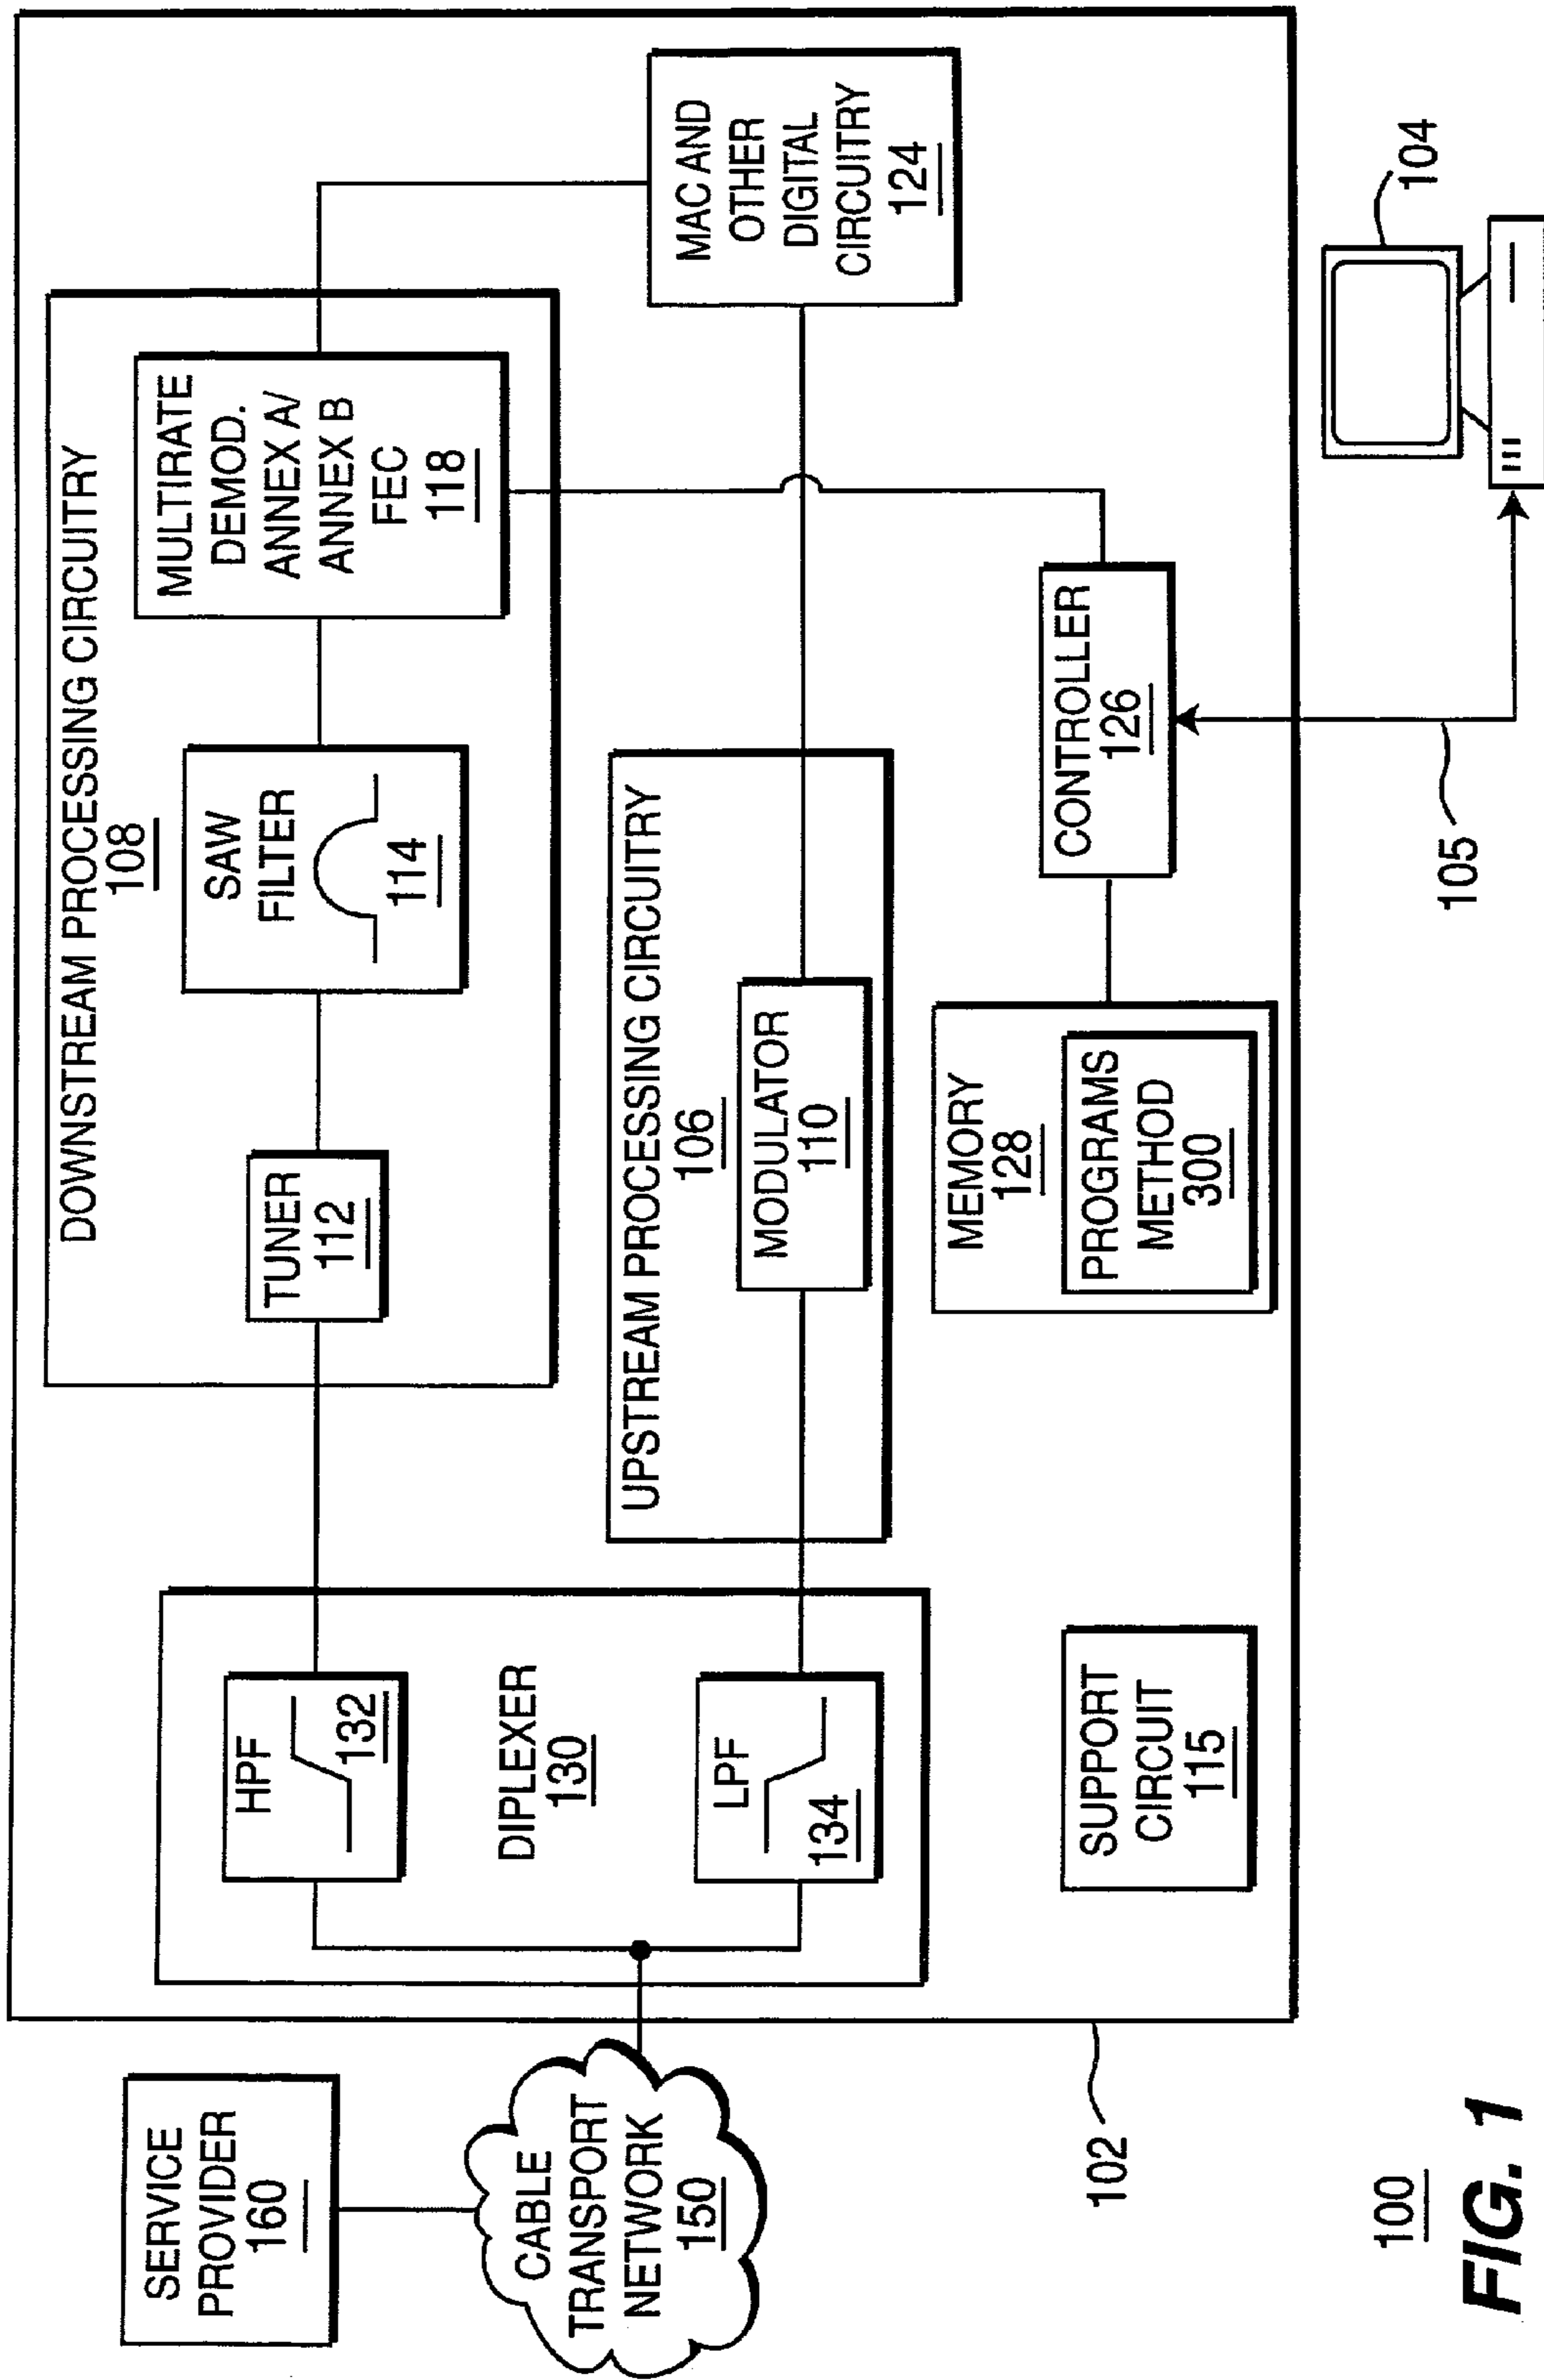 SERVICE
PROVIDER
160
CABLE
TRANSPORT
NETWORK
150
HPF
132
DIPLEXER
130
LPF
134
SUPPORT
CIRCUIT
115
102
DOWNSTREAM PROCESSING CIRCUITRY
108
TUNER
112
SAW
FILTER
114
MULTIRATE
DEMOD.
ANNEX A/
ANNEX B
FEC
118
UPSTREAM PROCESSING CIRCUITRY
106
MODULATOR
110
MAC AND
OTHER
DIGITAL
CIRCUITRY
124
MEMORY
128
PROGRAMS
METHOD
300
CONTROLLER
126
105
104
100
FIG. 1